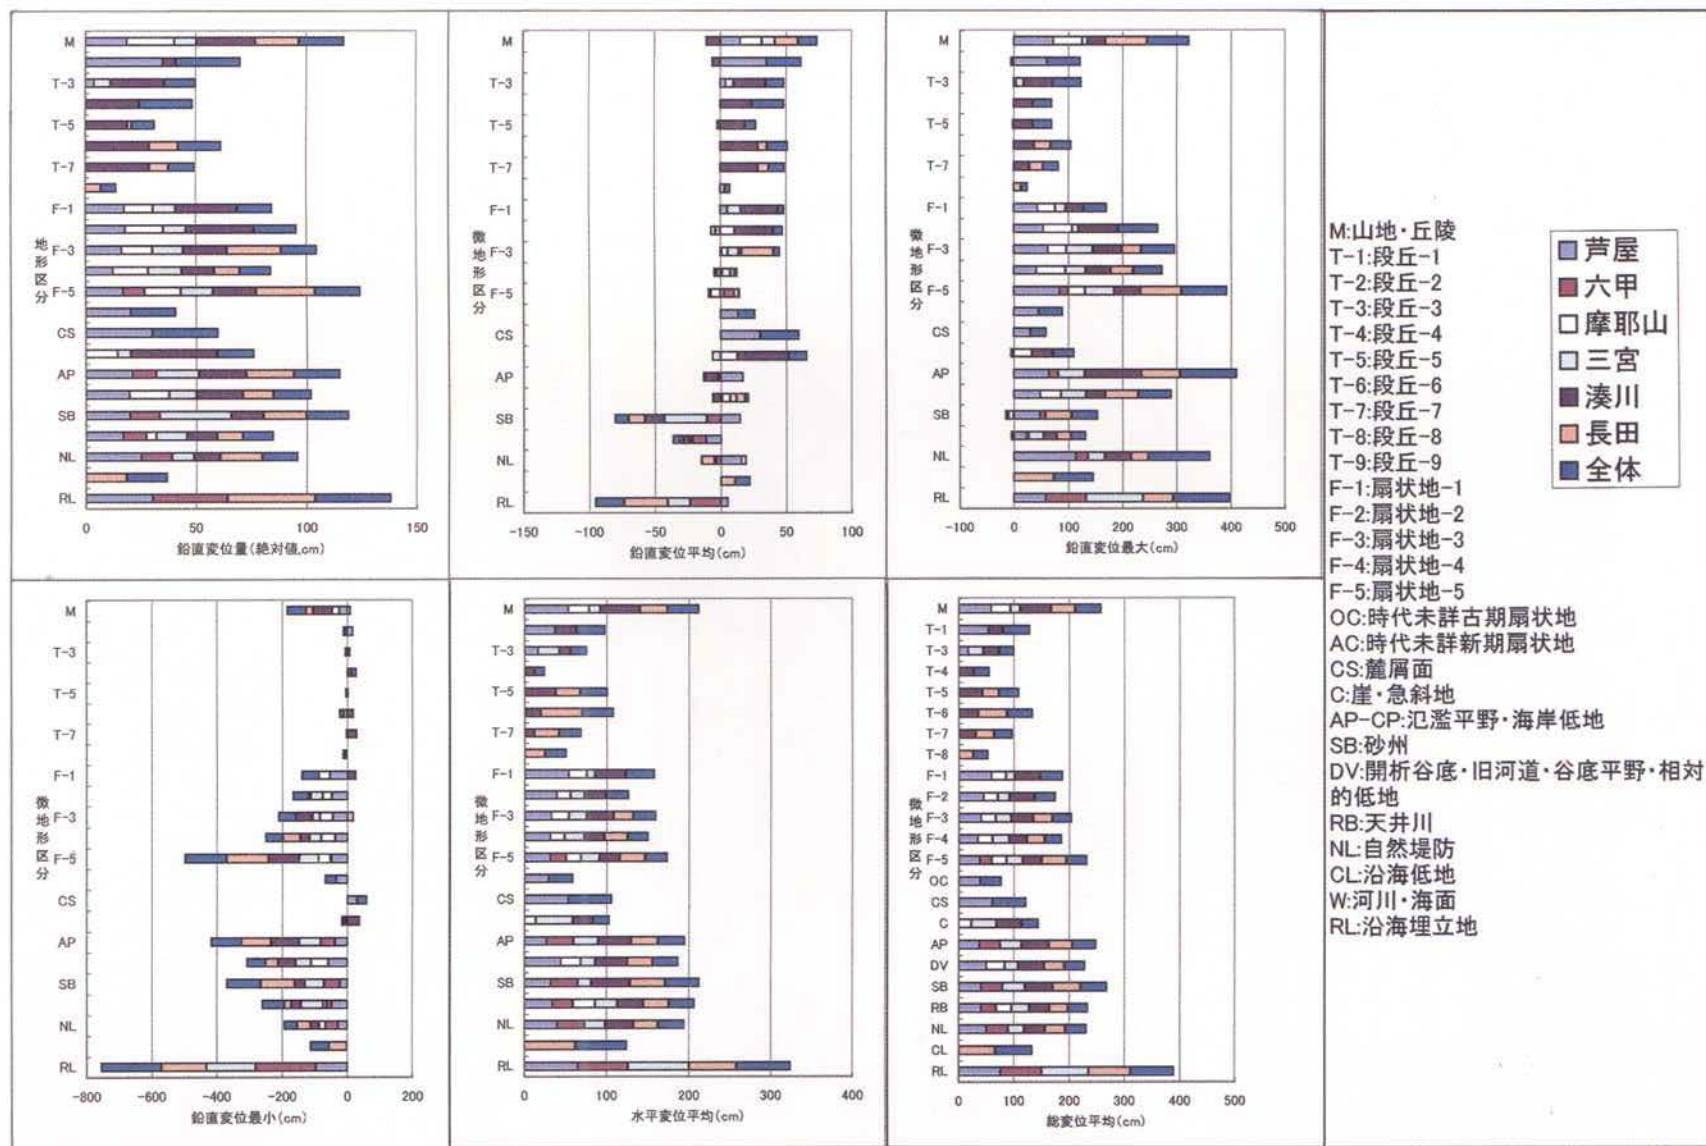 M
T-3
T-5
T-7
F-1
F-3
F-5
CS
AP
SB
NL
RL
地形区分
0 50 100 150
鉛直変位量(絶対値,cm)
M
T-3
T-5
T-7
F-1
F-3
F-5
CS
AP
SB
NL
RL
微地形区分
-150 -100 -50 0 50 100
鉛直変位平均(cm)
M
T-3
T-5
T-7
F-1
F-3
F-5
CS
AP
SB
NL
RL
微地形区分
-100 0 100 200 300 400 500
鉛直変位最大(cm)
M
T-3
T-5
T-7
F-1
F-3
F-5
CS
AP
SB
NL
RL
微地形区分
-800 -600 -400 -200 0 200
鉛直変位最小(cm)
M
T-3
T-5
T-7
F-1
F-3
F-5
CS
AP
SB
NL
RL
微地形区分
0 100 200 300 400
水平変位平均(cm)
M
T-1
T-3
T-4
T-5
T-6
T-7
T-8
F-1
F-2
F-3
F-4
F-5
OC
CS
C
AP
DV
SB
RB
NL
CL
RL
微地形区分
0 100 200 300 400 500
総変位平均(cm)
M:山地・丘陵
T-1:段丘-1
T-2:段丘-2
T-3:段丘-3
T-4:段丘-4
T-5:段丘-5
T-6:段丘-6
T-7:段丘-7
T-8:段丘-8
T-9:段丘-9
F-1:扇状地-1
F-2:扇状地-2
F-3:扇状地-3
F-4:扇状地-4
F-5:扇状地-5
OC:時代未詳古期扇状地
AC:時代未詳新期扇状地
CS:麓屑面
C:崖・急斜地
AP-CP:氾濫平野・海岸低地
SB:砂州
DV:開析谷底・旧河道・谷底平野・相対
的低地
RB:天井川
NL:自然堤防
CL:沿海低地
W:河川・海面
RL:沿海埋立地
芦屋
六甲
摩耶山
三宮
湊川
長田
全体